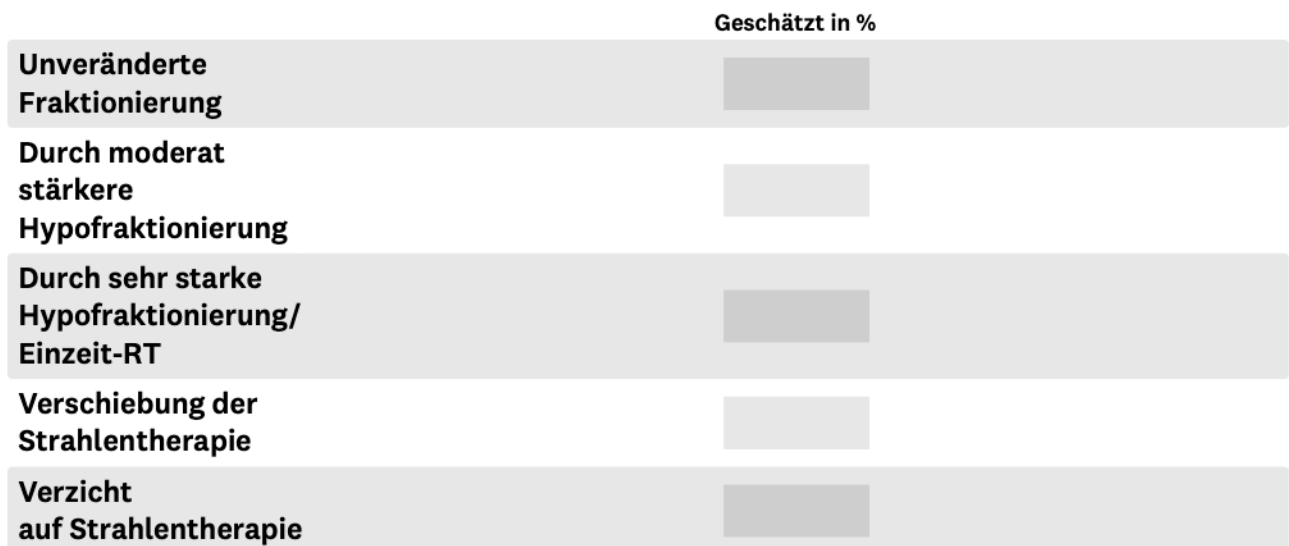 Geschätzt in %
Unveränderte
Fraktionierung
Durch moderat
stärkere
Hypofraktionierung
Durch sehr starke
Hypofraktionierung/
Einzeit-RT
Verschiebung der
Strahlentherapie
Verzicht
auf Strahlentherapie